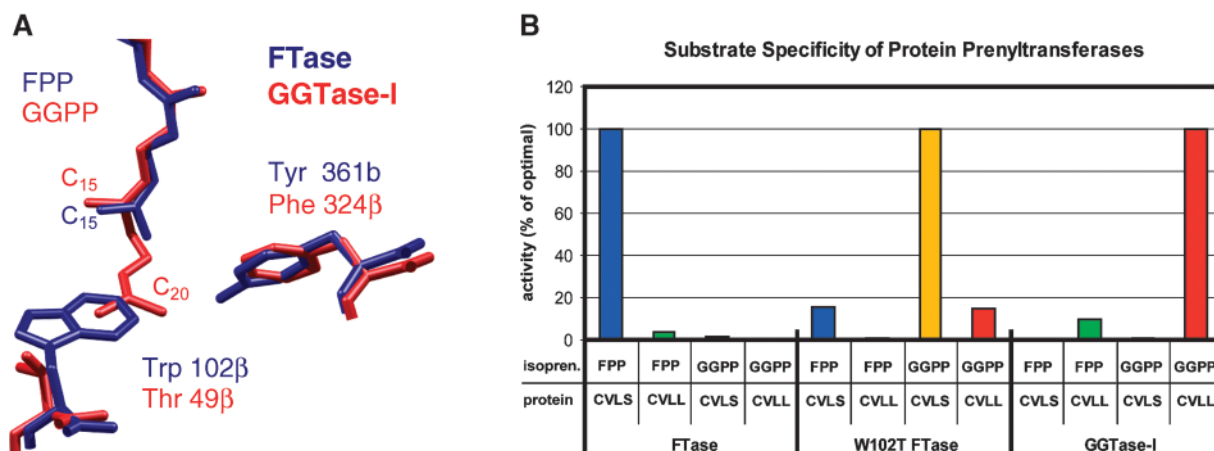 A
FPP
GGPP
FTase
GGTase-I
C15
C15
Tyr 361b
Phe 324β
C20
Trp 102β
Thr 49β
B
Substrate Specificity of Protein Prenyltransferases
activity (% of optimal)
120
100
80
60
40
20
0
isopren. FPP FPP GGPP GGPP FPP FPP GGPP GGPP FPP FPP GGPP GGPP
protein CVLS CVLL CVLS CVLL CVLS CVLL CVLS CVLL CVLS CVLL CVLS CVLL
FTase W102T FTase GGTase-I